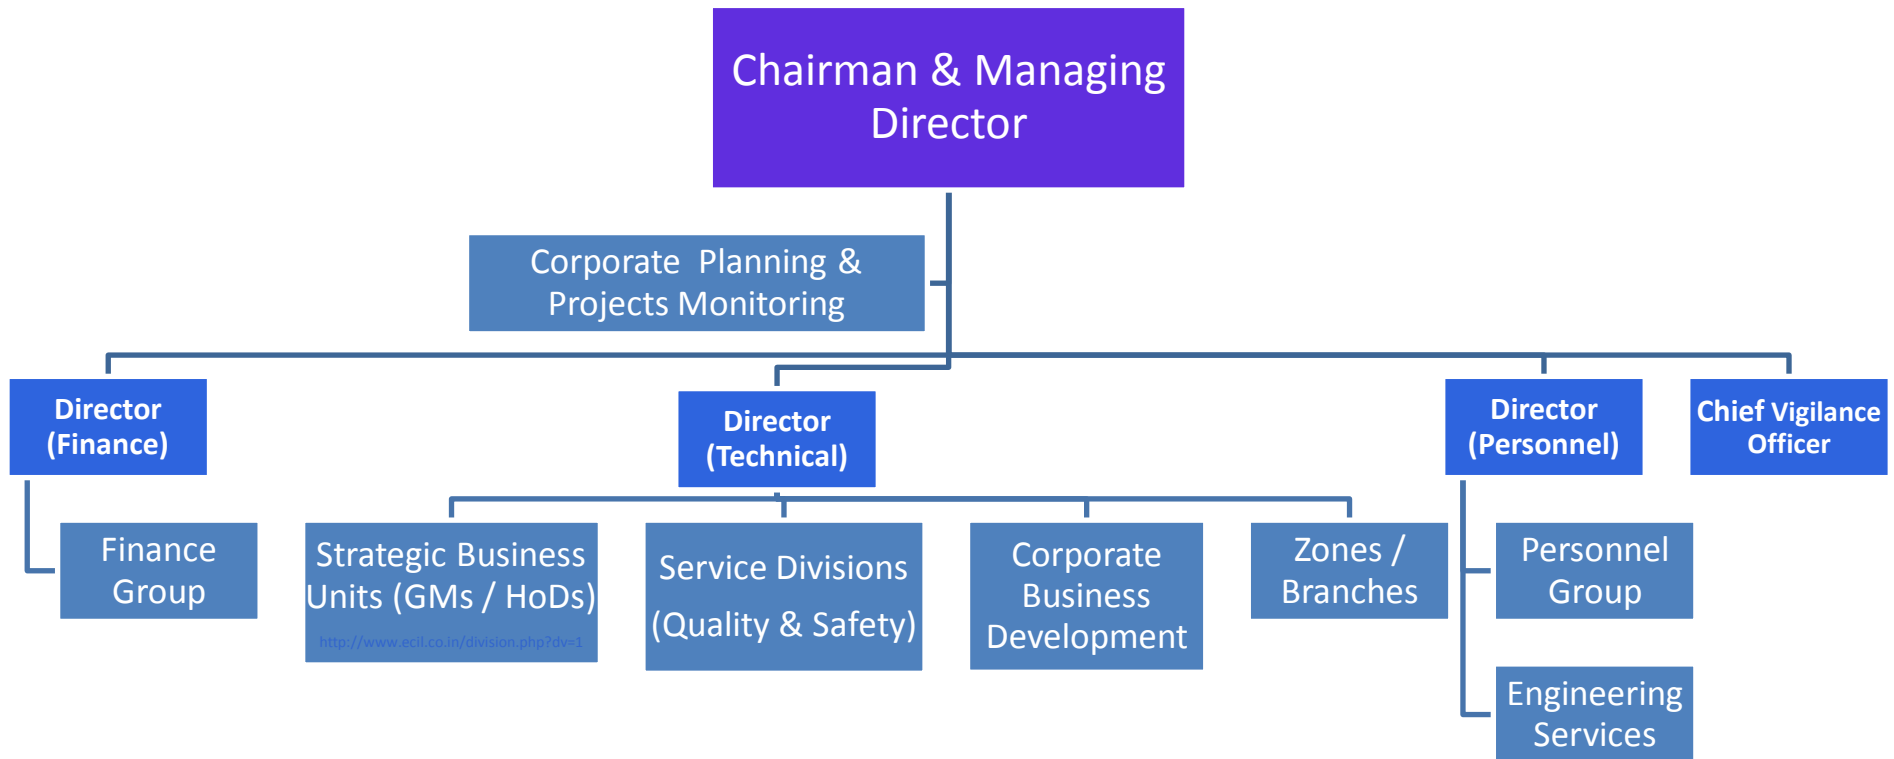 Chairman & Managing
Director
Corporate Planning &
Projects Monitoring
Director
(Finance)
Director
(Technical)
Director
(Personnel)
Chief Vigilance
Officer
Finance
Group
Strategic Business
Units (GMs / HoDs)
http://www.ecil.co.in/division.php?dv=1
Service Divisions
(Quality & Safety)
Corporate
Business
Development
Zones /
Branches
Personnel
Group
Engineering
Services